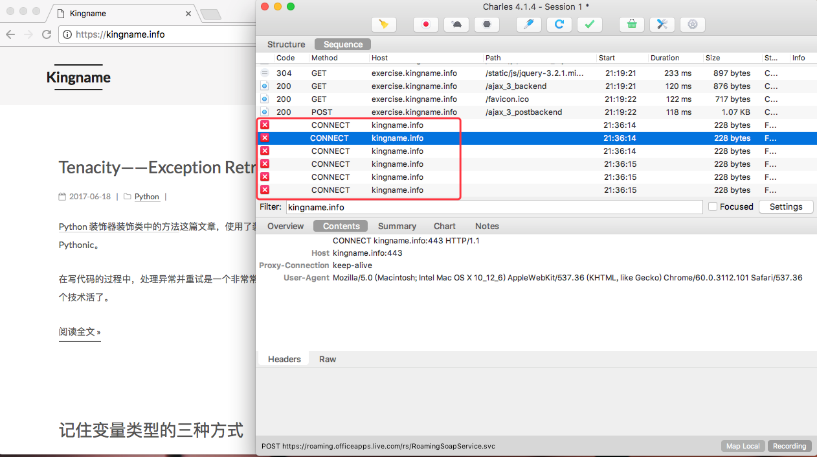 Kingname
https://kingname.info
Kingname
Tenacity——Exception Retr
2017-06-18 | Python |
Python 装饰器装饰类中的方法这篇文章，使用了
Pythonic。
在写代码的过程中，处理异常并重试是一个非常
个技术活了。
阅读全文 »
记住变量类型的三种方式
Charles 4.1.4 - Session 1 *
Structure Sequence
Code Method Host Path Start Duration Size St... Info
304 GET exercise.kingname.info /static/js/jquery-3.2.1.mi... 21:19:21 233 ms 897 bytes C...
200 GET exercise.kingname.info /ajax_3_backend 21:19:21 120 ms 876 bytes C...
200 GET exercise.kingname.info /favicon.ico 21:19:22 122 ms 717 bytes C...
200 POST exercise.kingname.info /ajax_3_postbackend 21:19:22 118 ms 1.07 KB C...
CONNECT kingname.info 21:36:14 228 bytes F...
CONNECT kingname.info 21:36:14 228 bytes F...
CONNECT kingname.info 21:36:14 228 bytes F...
CONNECT kingname.info 21:36:15 228 bytes F...
CONNECT kingname.info 21:36:15 228 bytes F...
CONNECT kingname.info 21:36:15 228 bytes F...
Filter: kingname.info Focused Settings
Overview Contents Summary Chart Notes
CONNECT kingname.info:443 HTTP/1.1
Host kingname.info:443
Proxy-Connection keep-alive
User-Agent Mozilla/5.0 (Macintosh; Intel Mac OS X 10_12_6) AppleWebKit/537.36 (KHTML, like Gecko) Chrome/60.0.3112.101 Safari/537.36
Headers Raw
POST https://roaming.officeapps.live.com/rs/RoamingSoapService.svc Map Local Recording